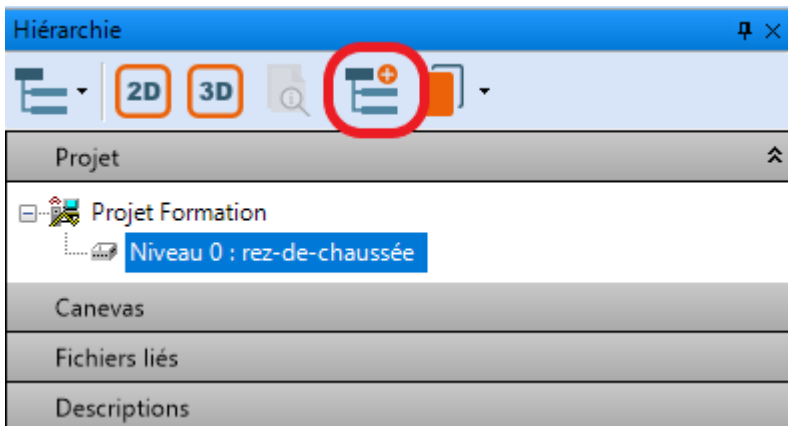 Hiérarchie
2D 3D
Projet
Projet Formation
Niveau 0 : rez-de-chaussée
Canevas
Fichiers liés
Descriptions